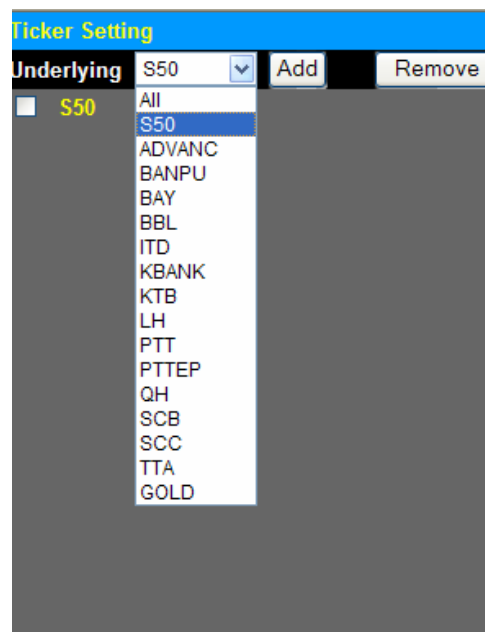 Ticker Setting
Underlying S50 Add Remove
S50
All
S50
ADVANC
BANPU
BAY
BBL
ITD
KBANK
KTB
LH
PTT
PTTEP
QH
SCB
SCC
TTA
GOLD